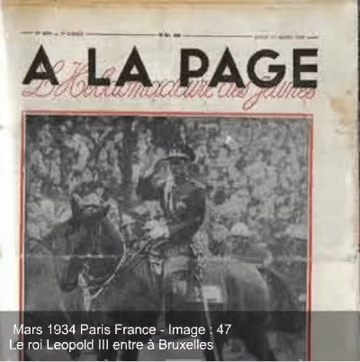 A LA PAGE
L'Hebdomadaire des Jeunes
Mars 1934 Paris France - Image : 47
Le roi Leopold III entre à Bruxelles